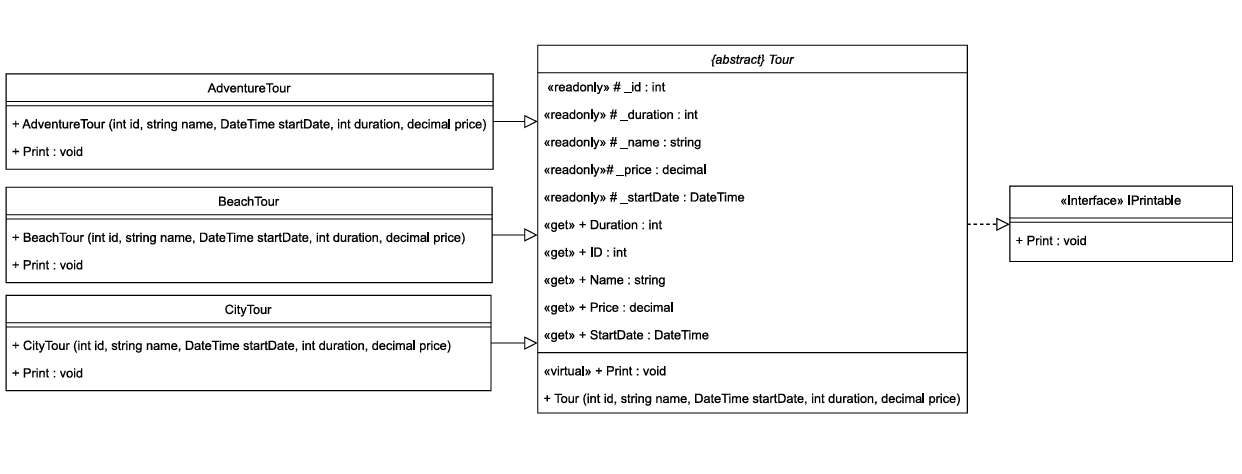 AdventureTour
+ AdventureTour (int id, string name, DateTime startDate, int duration, decimal price)
+ Print : void
BeachTour
+ BeachTour (int id, string name, DateTime startDate, int duration, decimal price)
+ Print : void
CityTour
+ CityTour (int id, string name, DateTime startDate, int duration, decimal price)
+ Print : void
{abstract} Tour
«readonly» # _id : int
«readonly» # _duration : int
«readonly» # _name : string
«readonly»# _price : decimal
«readonly» # _startDate : DateTime
«get» + Duration : int
«get» + ID : int
«get» + Name : string
«get» + Price : decimal
«get» + StartDate : DateTime
«virtual» + Print : void
+ Tour (int id, string name, DateTime startDate, int duration, decimal price)
«Interface» IPrintable
+ Print : void